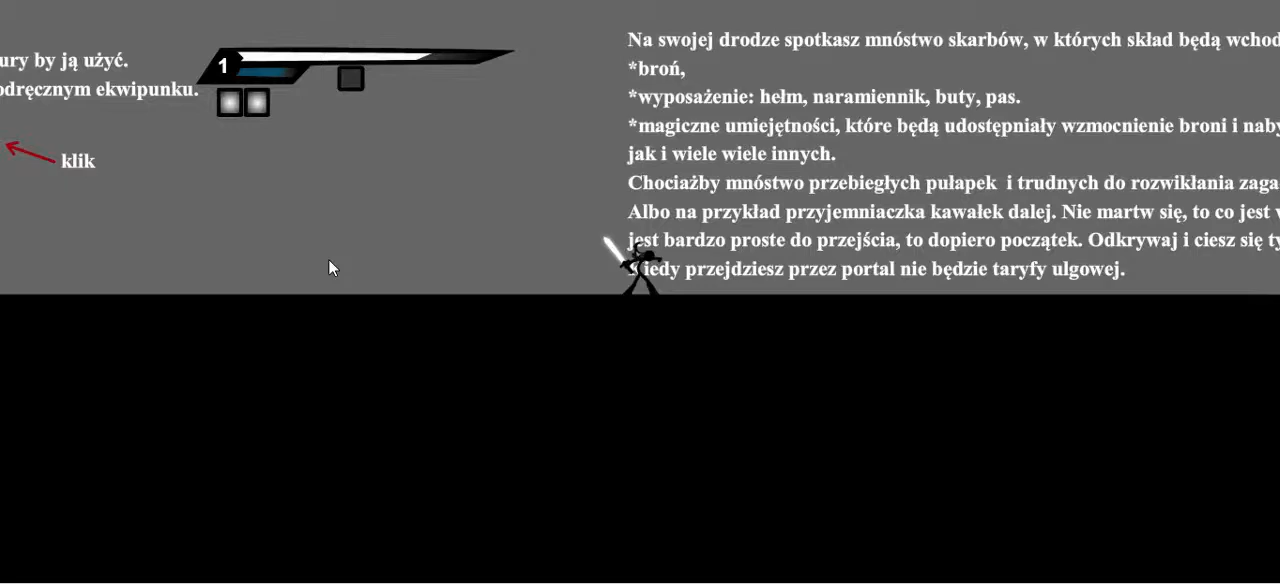 ury by ją użyć.
odręcznym ekwipunku.
klik
1
Na swojej drodze spotkasz mnóstwo skarbów, w których skład będą wchod
*broń,
*wyposażenie: hełm, naramiennik, buty, pas.
*magiczne umiejętności, które będą udostępniały wzmocnienie broni i naby
jak i wiele wiele innych.
Chociażby mnóstwo przebiegłych pułapek i trudnych do rozwikłania zaga
Albo na przykład przyjemniaczka kawałek dalej. Nie martw się, to co jest w
jest bardzo proste do przejścia, to dopiero początek. Odkrywaj i ciesz się ty
Kiedy przejdziesz przez portal nie będzie taryfy ulgowej.